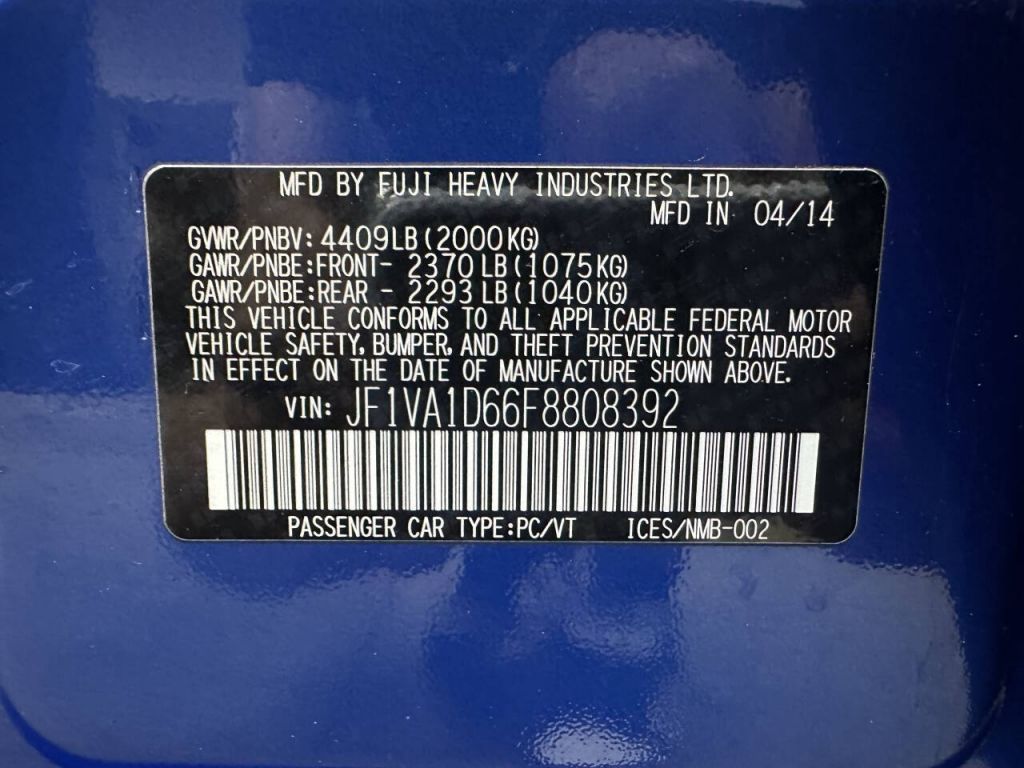 MFD BY FUJI HEAVY INDUSTRIES LTD.
MFD IN 04/14
GVWR/PNBV: 4409LB(2000KG)
GAWR/PNBE:FRONT- 2370 LB(1075KG)
GAWR/PNBE:REAR - 2293 LB(1040KG)
THIS VEHICLE CONFORMS TO ALL APPLICABLE FEDERAL MOTOR
VEHICLE SAFETY, BUMPER, AND THEFT PREVENTION STANDARDS
IN EFFECT ON THE DATE OF MANUFACTURE SHOWN ABOVE.
VIN: JF1VA1D66F8808392
PASSENGER CAR TYPE:PC/VT ICES/NMB-002